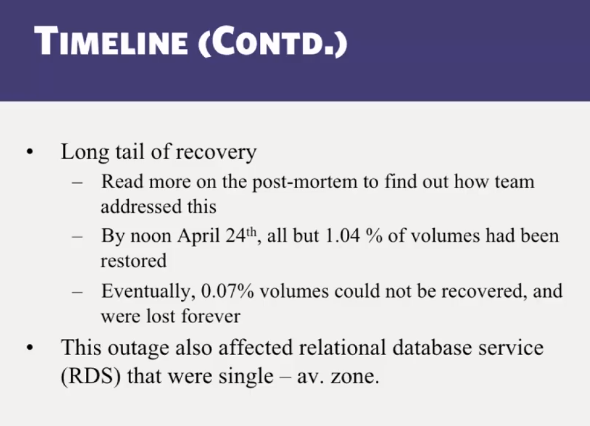 TIMELINE (CONTD.)
• Long tail of recovery
– Read more on the post-mortem to find out how team
addressed this
– By noon April 24th, all but 1.04 % of volumes had been
restored
– Eventually, 0.07% volumes could not be recovered, and
were lost forever
• This outage also affected relational database service
(RDS) that were single – av. zone.